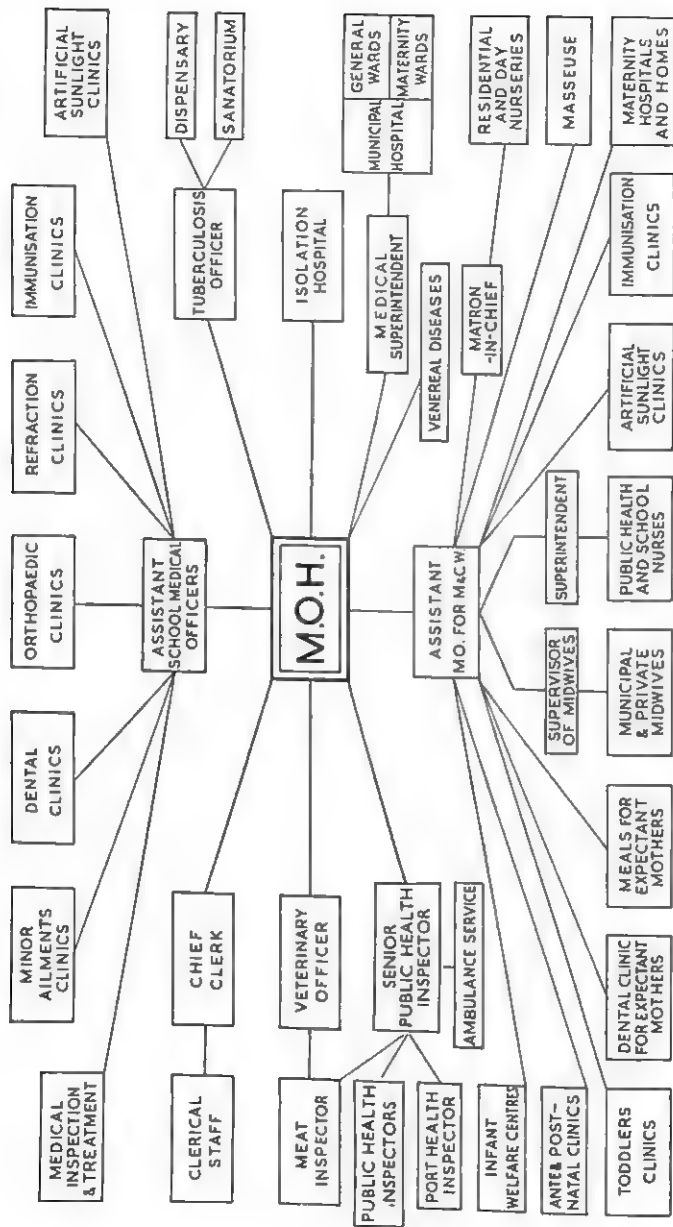 MEDICAL
INSPECTION
& TREATMENT
MINOR
AILMENTS
CLINICS
DENTAL
CLINICS
ORTHOPAEDIC
CLINICS
REFRACTION
CLINICS
IMMUNISATION
CLINICS
ARTIFICIAL
SUNLIGHT
CLINICS
ASSISTANT
SCHOOL MEDICAL
OFFICERS
CLERICAL
STAFF
CHIEF
CLERK
TUBERCULOSIS
OFFICER
DISPENSARY
SANATORIUM
MEAT
INSPECTOR
VETERINARY
OFFICER
M.O.H.
ISOLATION
HOSPITAL
PUBLIC HEALTH
INSPECTORS
PORT HEALTH
INSPECTOR
SENIOR
PUBLIC HEALTH
INSPECTOR
AMBULANCE SERVICE
MEDICAL
SUPERINTENDENT
MUNICIPAL
HOSPITAL
GENERAL
WARDS
MATERNITY
WARDS
VENEREAL DISEASES
ASSISTANT
MO. FOR M&CW.
MATRON
-IN-CHIEF
RESIDENTIAL
AND DAY
NURSERIES
MASSEUSE
INFANT
WELFARE CENTRES
ANTE & POST-
NATAL CLINICS
SUPERVISOR
OF MIDWIVES
SUPERINTENDENT
TODDLERS
CLINICS
DENTAL CLINIC
FOR EXPECTANT
MOTHERS
MEALS FOR
EXPECTANT
MOTHERS
MUNICIPAL
& PRIVATE
MIDWIVES
PUBLIC HEALTH
AND SCHOOL
NURSES
ARTIFICIAL
SUNLIGHT
CLINICS
IMMUNISATION
CLINICS
MATERNITY
HOSPITALS
AND HOMES